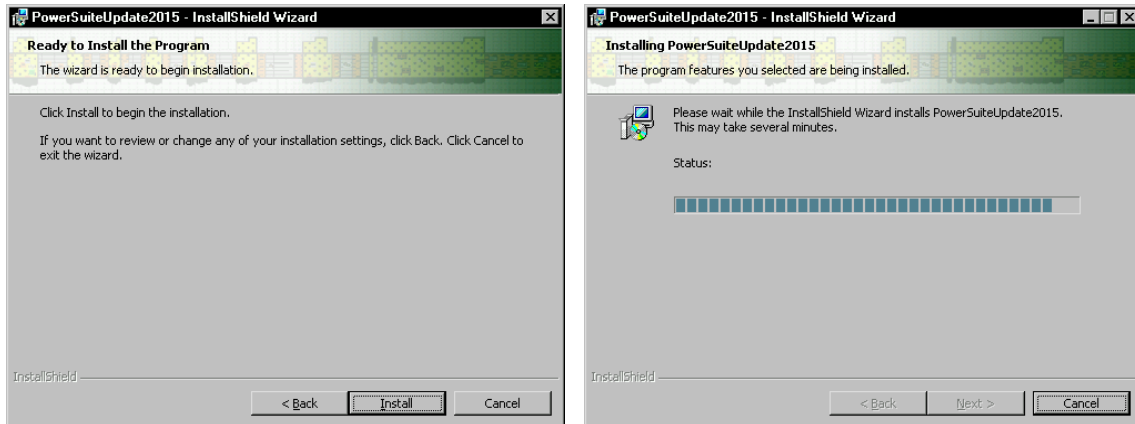 PowerSuiteUpdate2015 - InstallShield Wizard
Ready to Install the Program
The wizard is ready to begin installation.
Click Install to begin the installation.
If you want to review or change any of your installation settings, click Back. Click Cancel to
exit the wizard.
InstallShield
< Back Install Cancel
PowerSuiteUpdate2015 - InstallShield Wizard
Installing PowerSuiteUpdate2015
The program features you selected are being installed.
Please wait while the InstallShield Wizard installs PowerSuiteUpdate2015.
This may take several minutes.
Status:
InstallShield
< Back Next > Cancel